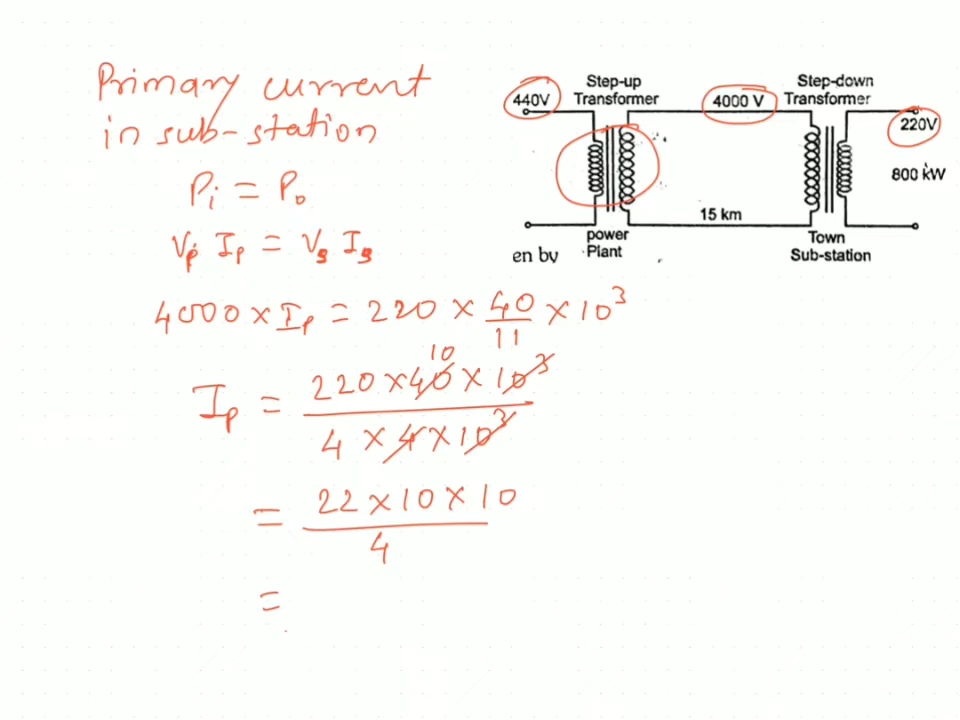 Primary current
in sub-station
Pi = Po
Vp Ip = Vs Is
4000 × Ip = 220 × 40/11 × 10³
Ip = 220 × 40 × 10³ / 4 × 4 × 10³
10
= 22 × 10 × 10 / 4
=
Step-up
Transformer
Step-down
Transformer
440V
4000 V
220V
800 kW
15 km
power
Plant
Town
Sub-station
en by